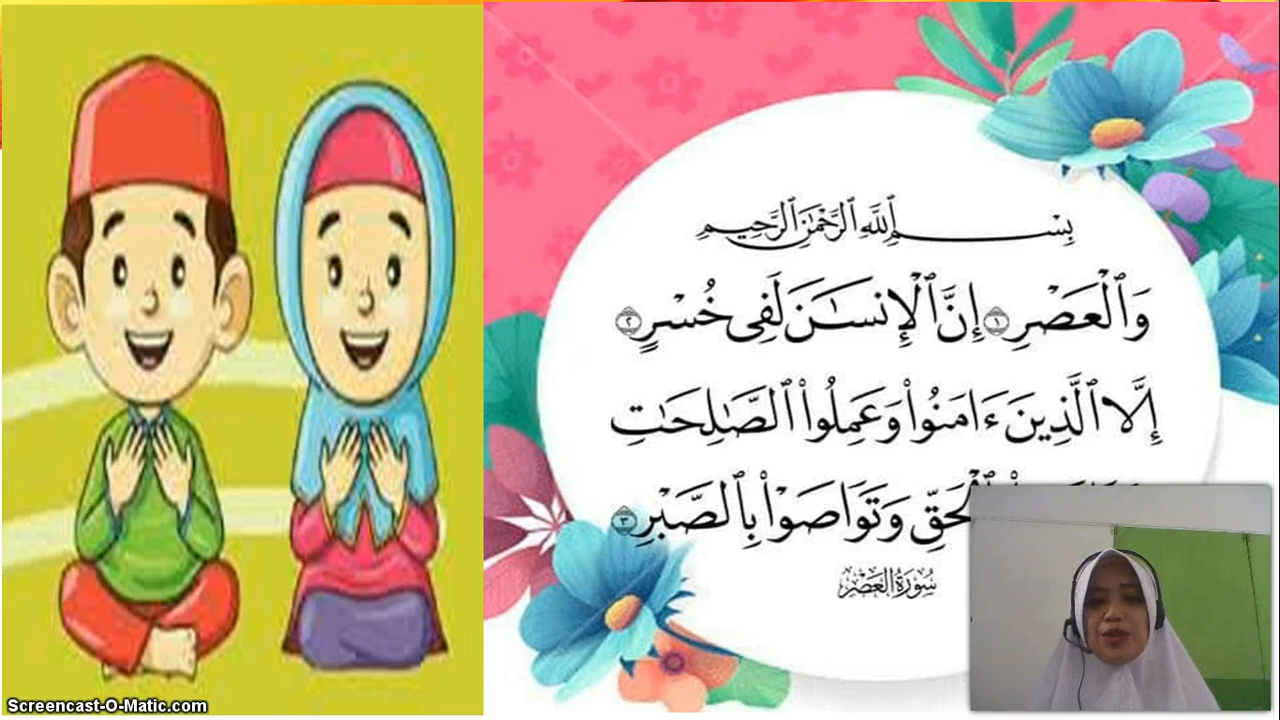 بِسْمِ ٱللَّهِ ٱلرَّحْمَٰنِ ٱلرَّحِيمِ
وَٱلْعَصْرِ ١ إِنَّ ٱلْإِنسَٰنَ لَفِى خُسْرٍ ٢
إِلَّا ٱلَّذِينَ ءَامَنُوا۟ وَعَمِلُوا۟ ٱلصَّٰلِحَٰتِ
ٱلْحَقِّ وَتَوَاصَوْا۟ بِٱلصَّبْرِ ٣
سُورَةُ العَصْرِ
Screencast-O-Matic.com